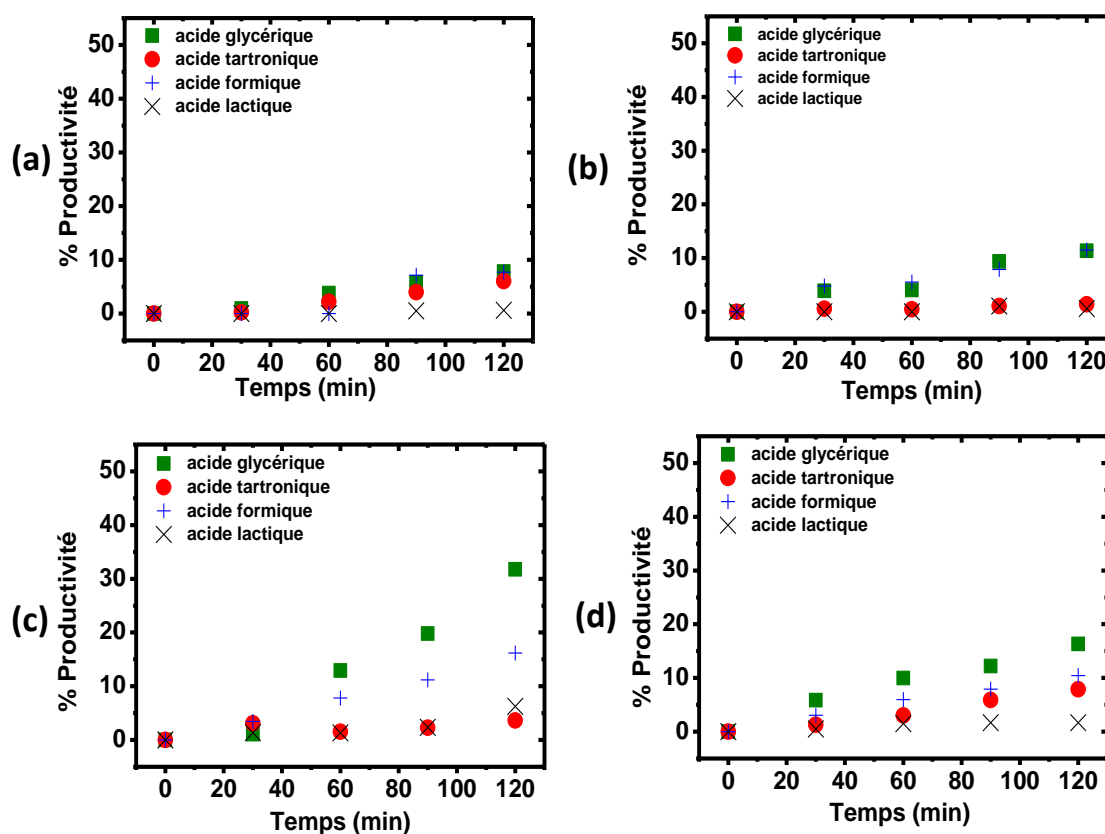 (a)
% Productivité
50
40
30
20
10
0
acide glycérique
acide tartronique
acide formique
acide lactique
0 20 40 60 80 100 120
Temps (min)
(b)
% Productivité
50
40
30
20
10
0
acide glycérique
acide tartronique
acide formique
acide lactique
0 20 40 60 80 100 120
Temps (min)
(c)
% Productivité
50
40
30
20
10
0
acide glycérique
acide tartronique
acide formique
acide lactique
0 20 40 60 80 100 120
Temps (min)
(d)
% Productivité
50
40
30
20
10
0
acide glycérique
acide tartronique
acide formique
acide lactique
0 20 40 60 80 100 120
Temps (min)